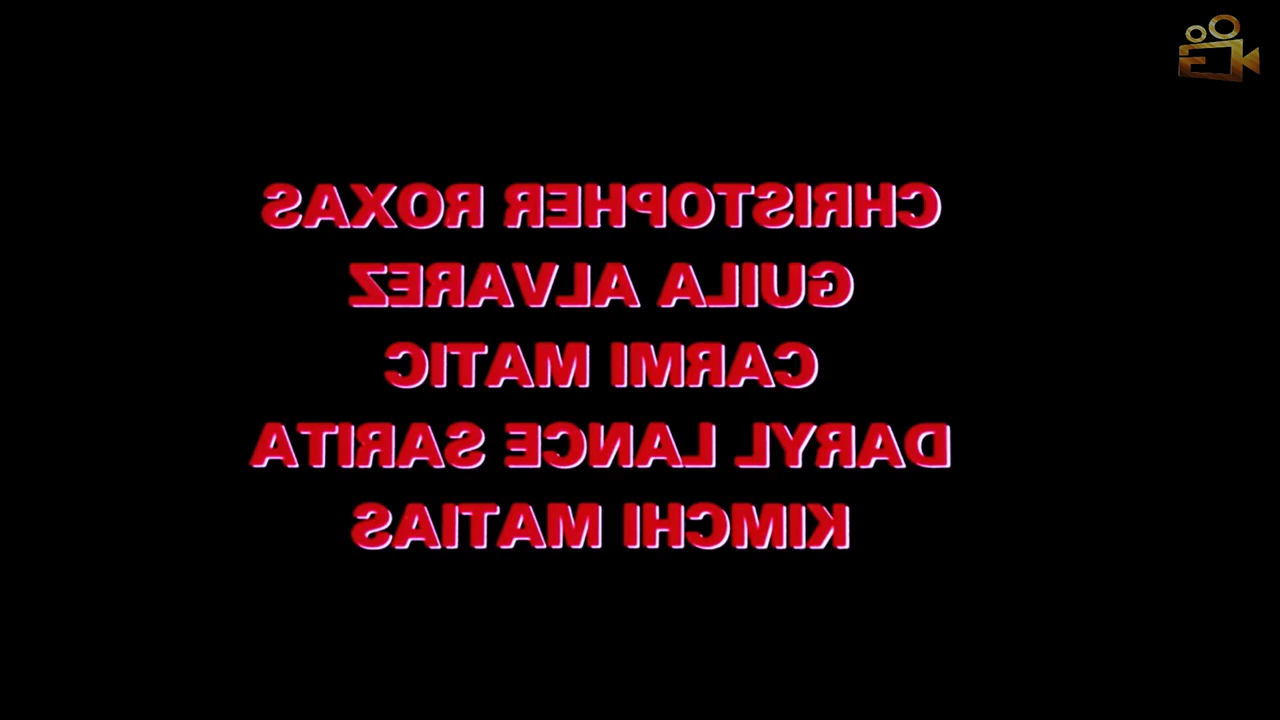 CHRISTOPHER ROXAS
GUILA ALVAREZ
CARMI MATIC
DARYL LANCE SARITA
KIMCHI MATIAS